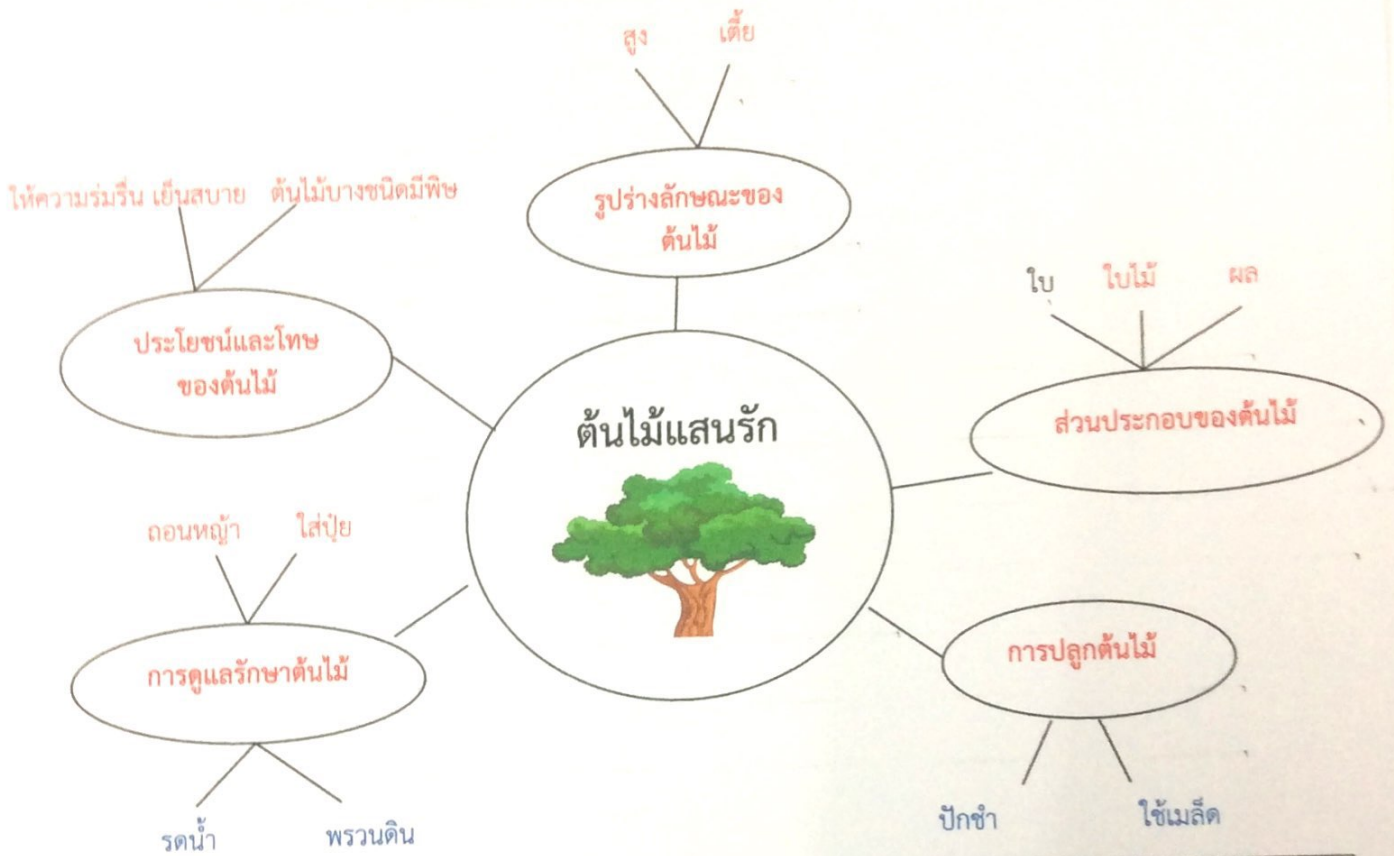 สูง เตี้ย
ให้ความร่มรื่น เย็นสบาย ต้นไม้บางชนิดมีพิษ
รูปร่างลักษณะของ
ต้นไม้
ใบ ใบไม้ ผล
ประโยชน์และโทษ
ของต้นไม้
ส่วนประกอบของต้นไม้
ต้นไม้แสนรัก
ถอนหญ้า ใส่ปุ๋ย
การดูแลรักษาต้นไม้
การปลูกต้นไม้
รดน้ำ พรวนดิน
ปักชำ ใช้เมล็ด